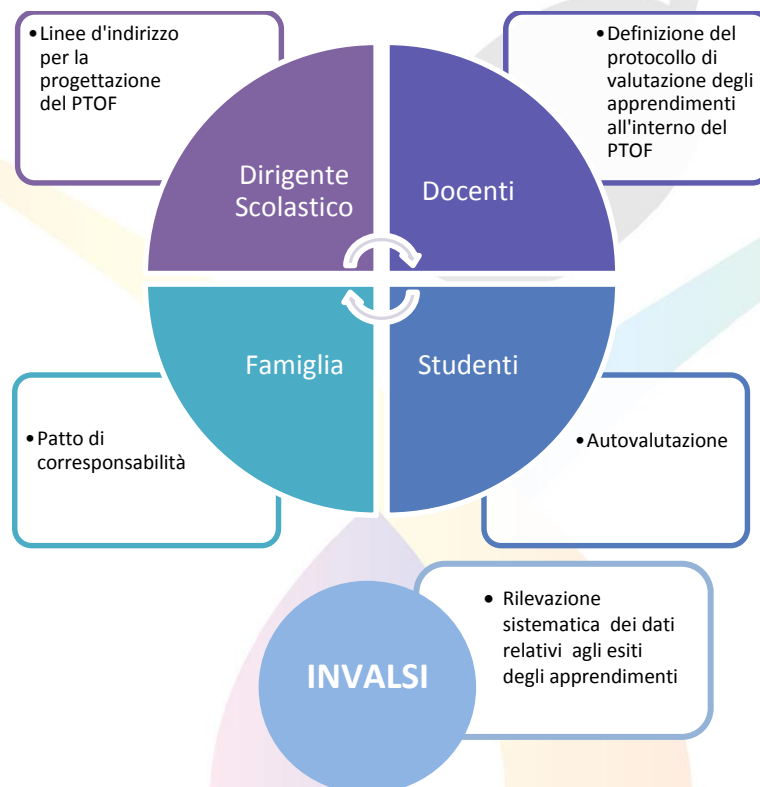 •Linee d'indirizzo
per la
progettazione
del PTOF
•Definizione del
protocollo di
valutazione degli
apprendimenti
all'interno del
PTOF
Dirigente
Scolastico
Docenti
Famiglia
Studenti
•Patto di
corresponsabilità
•Autovalutazione
INVALSI
• Rilevazione
sistematica dei dati
relativi agli esiti
degli apprendimenti